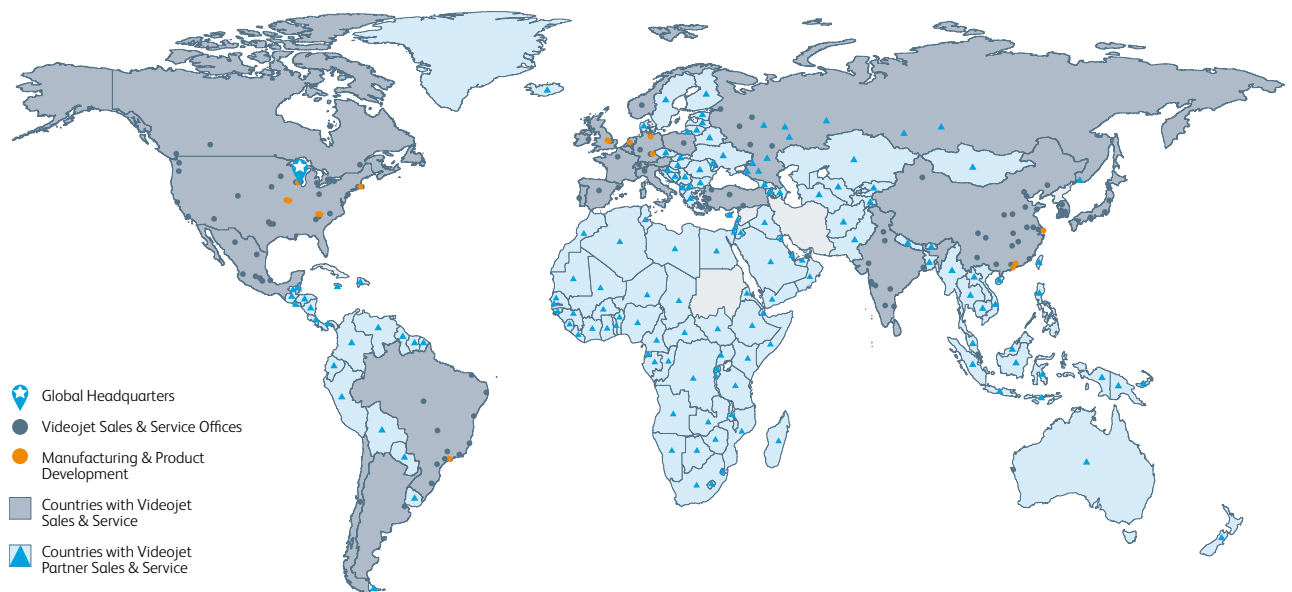 Global Headquarters
Videojet Sales & Service Offices
Manufacturing & Product
Development
Countries with Videojet
Sales & Service
Countries with Videojet
Partner Sales & Service